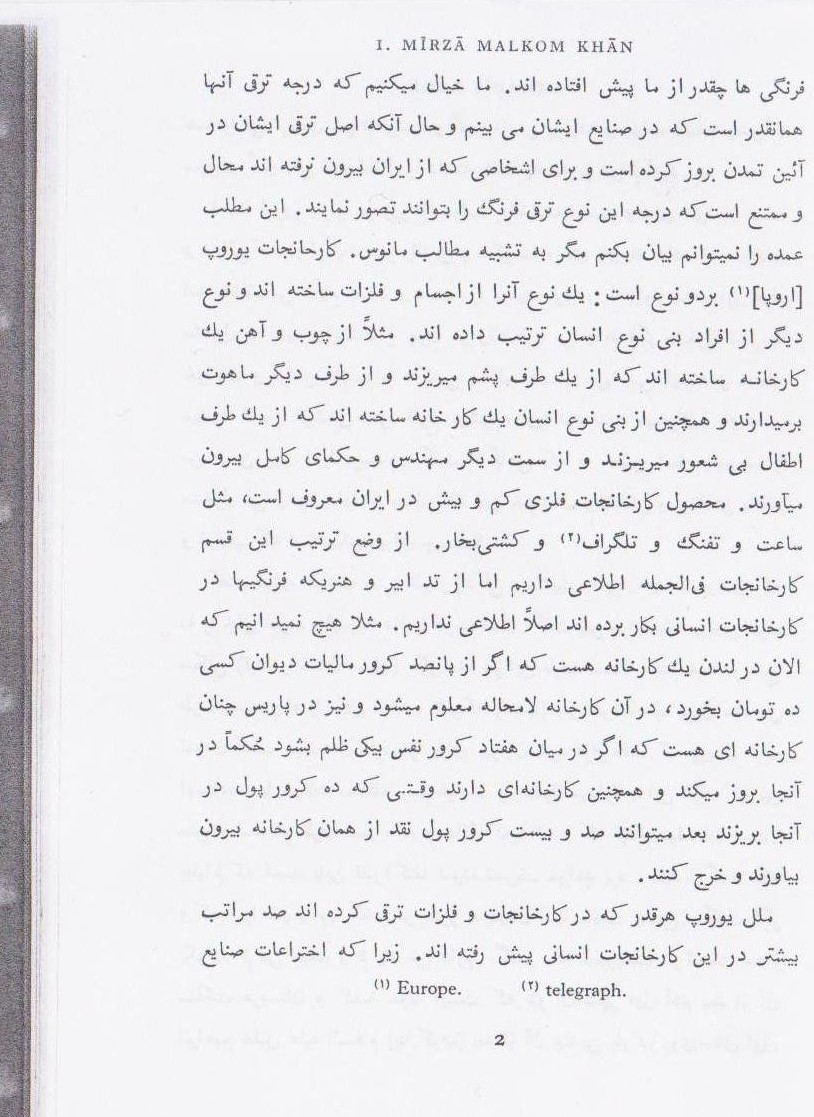 I. MĪRZĀ MALKOM KHĀN
فرنگی ها چقدر از ما پیش افتاده اند. ما خیال میکنیم که درجه ترقی آنها
همانقدر است که در صنایع ایشان می بینم و حال آنکه اصل ترقی ایشان در
آئین تمدن بروز کرده است و برای اشخاصی که از ایران بیرون نرفته اند محال
و ممتنع است که درجه این نوع ترقی فرنگ را بتوانند تصور نمایند. این مطلب
عمده را نمیتوانم بیان بکنم مگر به تشبیه مطالب مانوس. کارخانجات یوروپ
[اروپا](۱) بردو نوع است: یك نوع آنرا از اجسام و فلزات ساخته اند و نوع
دیگر از افراد بنی نوع انسان ترتیب داده اند. مثلاً از چوب و آهن یك
کارخانه ساخته اند که از یك طرف پشم میریزند و از طرف دیگر ماهوت
برمیدارند و همچنین از بنی نوع انسان یك کارخانه ساخته اند که از یك طرف
اطفال بی شعور میریزند و از سمت دیگر مهندس و حکمای کامل بیرون
میآورند. محصول کارخانجات فلزی کم و بیش در ایران معروف است، مثل
ساعت و تفنگ و تلگراف(۲) و کشتی‌بخار. از وضع ترتیب این قسم
کارخانجات فی‌الجمله اطلاعی داریم اما از تد ابیر و هنریکه فرنگیها در
کارخانجات انسانی بکار برده اند اصلاً اطلاعی نداریم. مثلا هیچ نمید انیم که
الان در لندن یك کارخانه هست که اگر از پانصد کرور مالیات دیوان کسی
ده تومان بخورد، در آن کارخانه لامحاله معلوم میشود و نیز در پاریس چنان
کارخانه ای هست که اگر در میان هفتاد کرور نفس بیکی ظلم بشود حُکماً در
آنجا بروز میکند و همچنین کارخانه‌ای دارند وقتی که ده کرور پول در
آنجا بریزند بعد میتوانند صد و بیست کرور پول نقد از همان کارخانه بیرون
بیاورند و خرج کنند.
ملل یوروپ هرقدر که در کارخانجات و فلزات ترقی کرده اند صد مراتب
بیشتر در این کارخانجات انسانی پیش رفته اند. زیرا که اختراعات صنایع
(۱) Europe. (۲) telegraph.
2